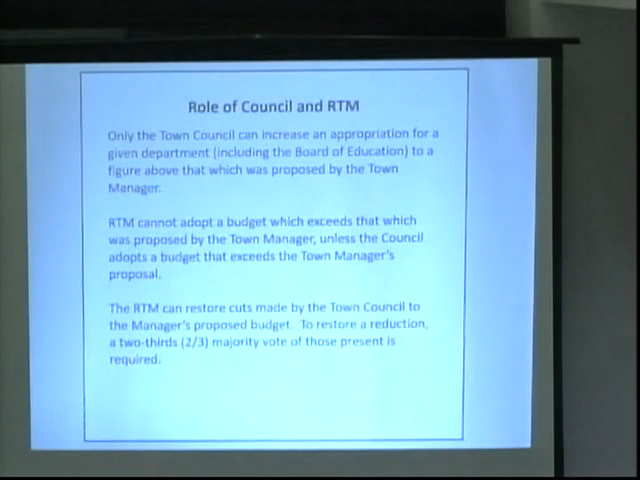 Role of Council and RTM
Only the Town Council can increase an appropriation for a
given department (including the Board of Education) to a
figure above that which was proposed by the Town
Manager.
RTM cannot adopt a budget which exceeds that which
was proposed by the Town Manager, unless the Council
adopts a budget that exceeds the Town Manager's
proposal.
The RTM can restore cuts made by the Town Council to
the Manager's proposed budget. To restore a reduction,
a two-thirds (2/3) majority vote of those present is
required.